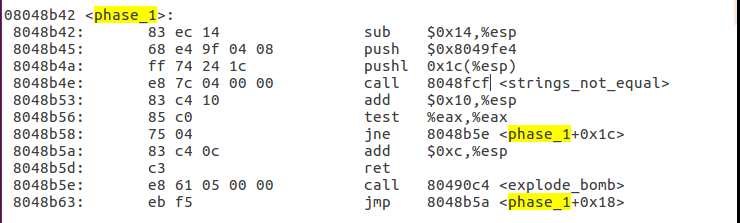 08048b42 <phase_1>:
8048b42: 83 ec 14 sub $0x14,%esp
8048b45: 68 e4 9f 04 08 push $0x8049fe4
8048b4a: ff 74 24 1c pushl 0x1c(%esp)
8048b4e: e8 7c 04 00 00 call 8048fcf <strings_not_equal>
8048b53: 83 c4 10 add $0x10,%esp
8048b56: 85 c0 test %eax,%eax
8048b58: 75 04 jne 8048b5e <phase_1+0x1c>
8048b5a: 83 c4 0c add $0xc,%esp
8048b5d: c3 ret
8048b5e: e8 61 05 00 00 call 80490c4 <explode_bomb>
8048b63: eb f5 jmp 8048b5a <phase_1+0x18>